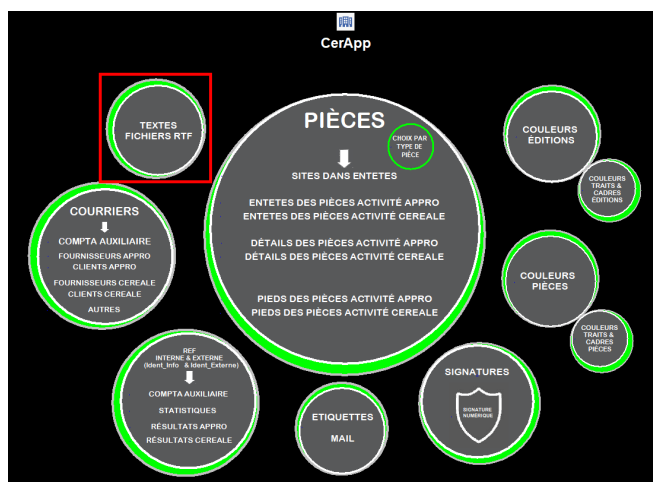 CerApp
TEXTES
FICHIERS RTF
PIÈCES
CHOIX PAR
TYPE DE
PIÈCE
SITES DANS ENTETES
ENTETES DES PIÈCES ACTIVITÉ APPRO
ENTETES DES PIÈCES ACTIVITÉ CEREALE
DÉTAILS DES PIÈCES ACTIVITÉ APPRO
DÉTAILS DES PIÈCES ACTIVITÉ CEREALE
PIEDS DES PIÈCES ACTIVITÉ APPRO
PIEDS DES PIÈCES ACTIVITÉ CEREALE
COULEURS
ÉDITIONS
COULEURS
TRAITS &
CADRES
ÉDITIONS
COURRIERS
COMPTA AUXILIAIRE
FOURNISSEURS APPRO
CLIENTS APPRO
FOURNISSEURS CEREALE
CLIENTS CEREALE
AUTRES
COULEURS
PIÈCES
COULEURS
TRAITS &
CADRES
PIÈCES
REF
INTERNE & EXTERNE
(Ident_Info & Ident_Externe)
COMPTA AUXILIAIRE
STATISTIQUES
RÉSULTATS APPRO
RÉSULTATS CEREALE
ETIQUETTES
MAIL
SIGNATURES
SIGNATURE
NUMÉRIQUE